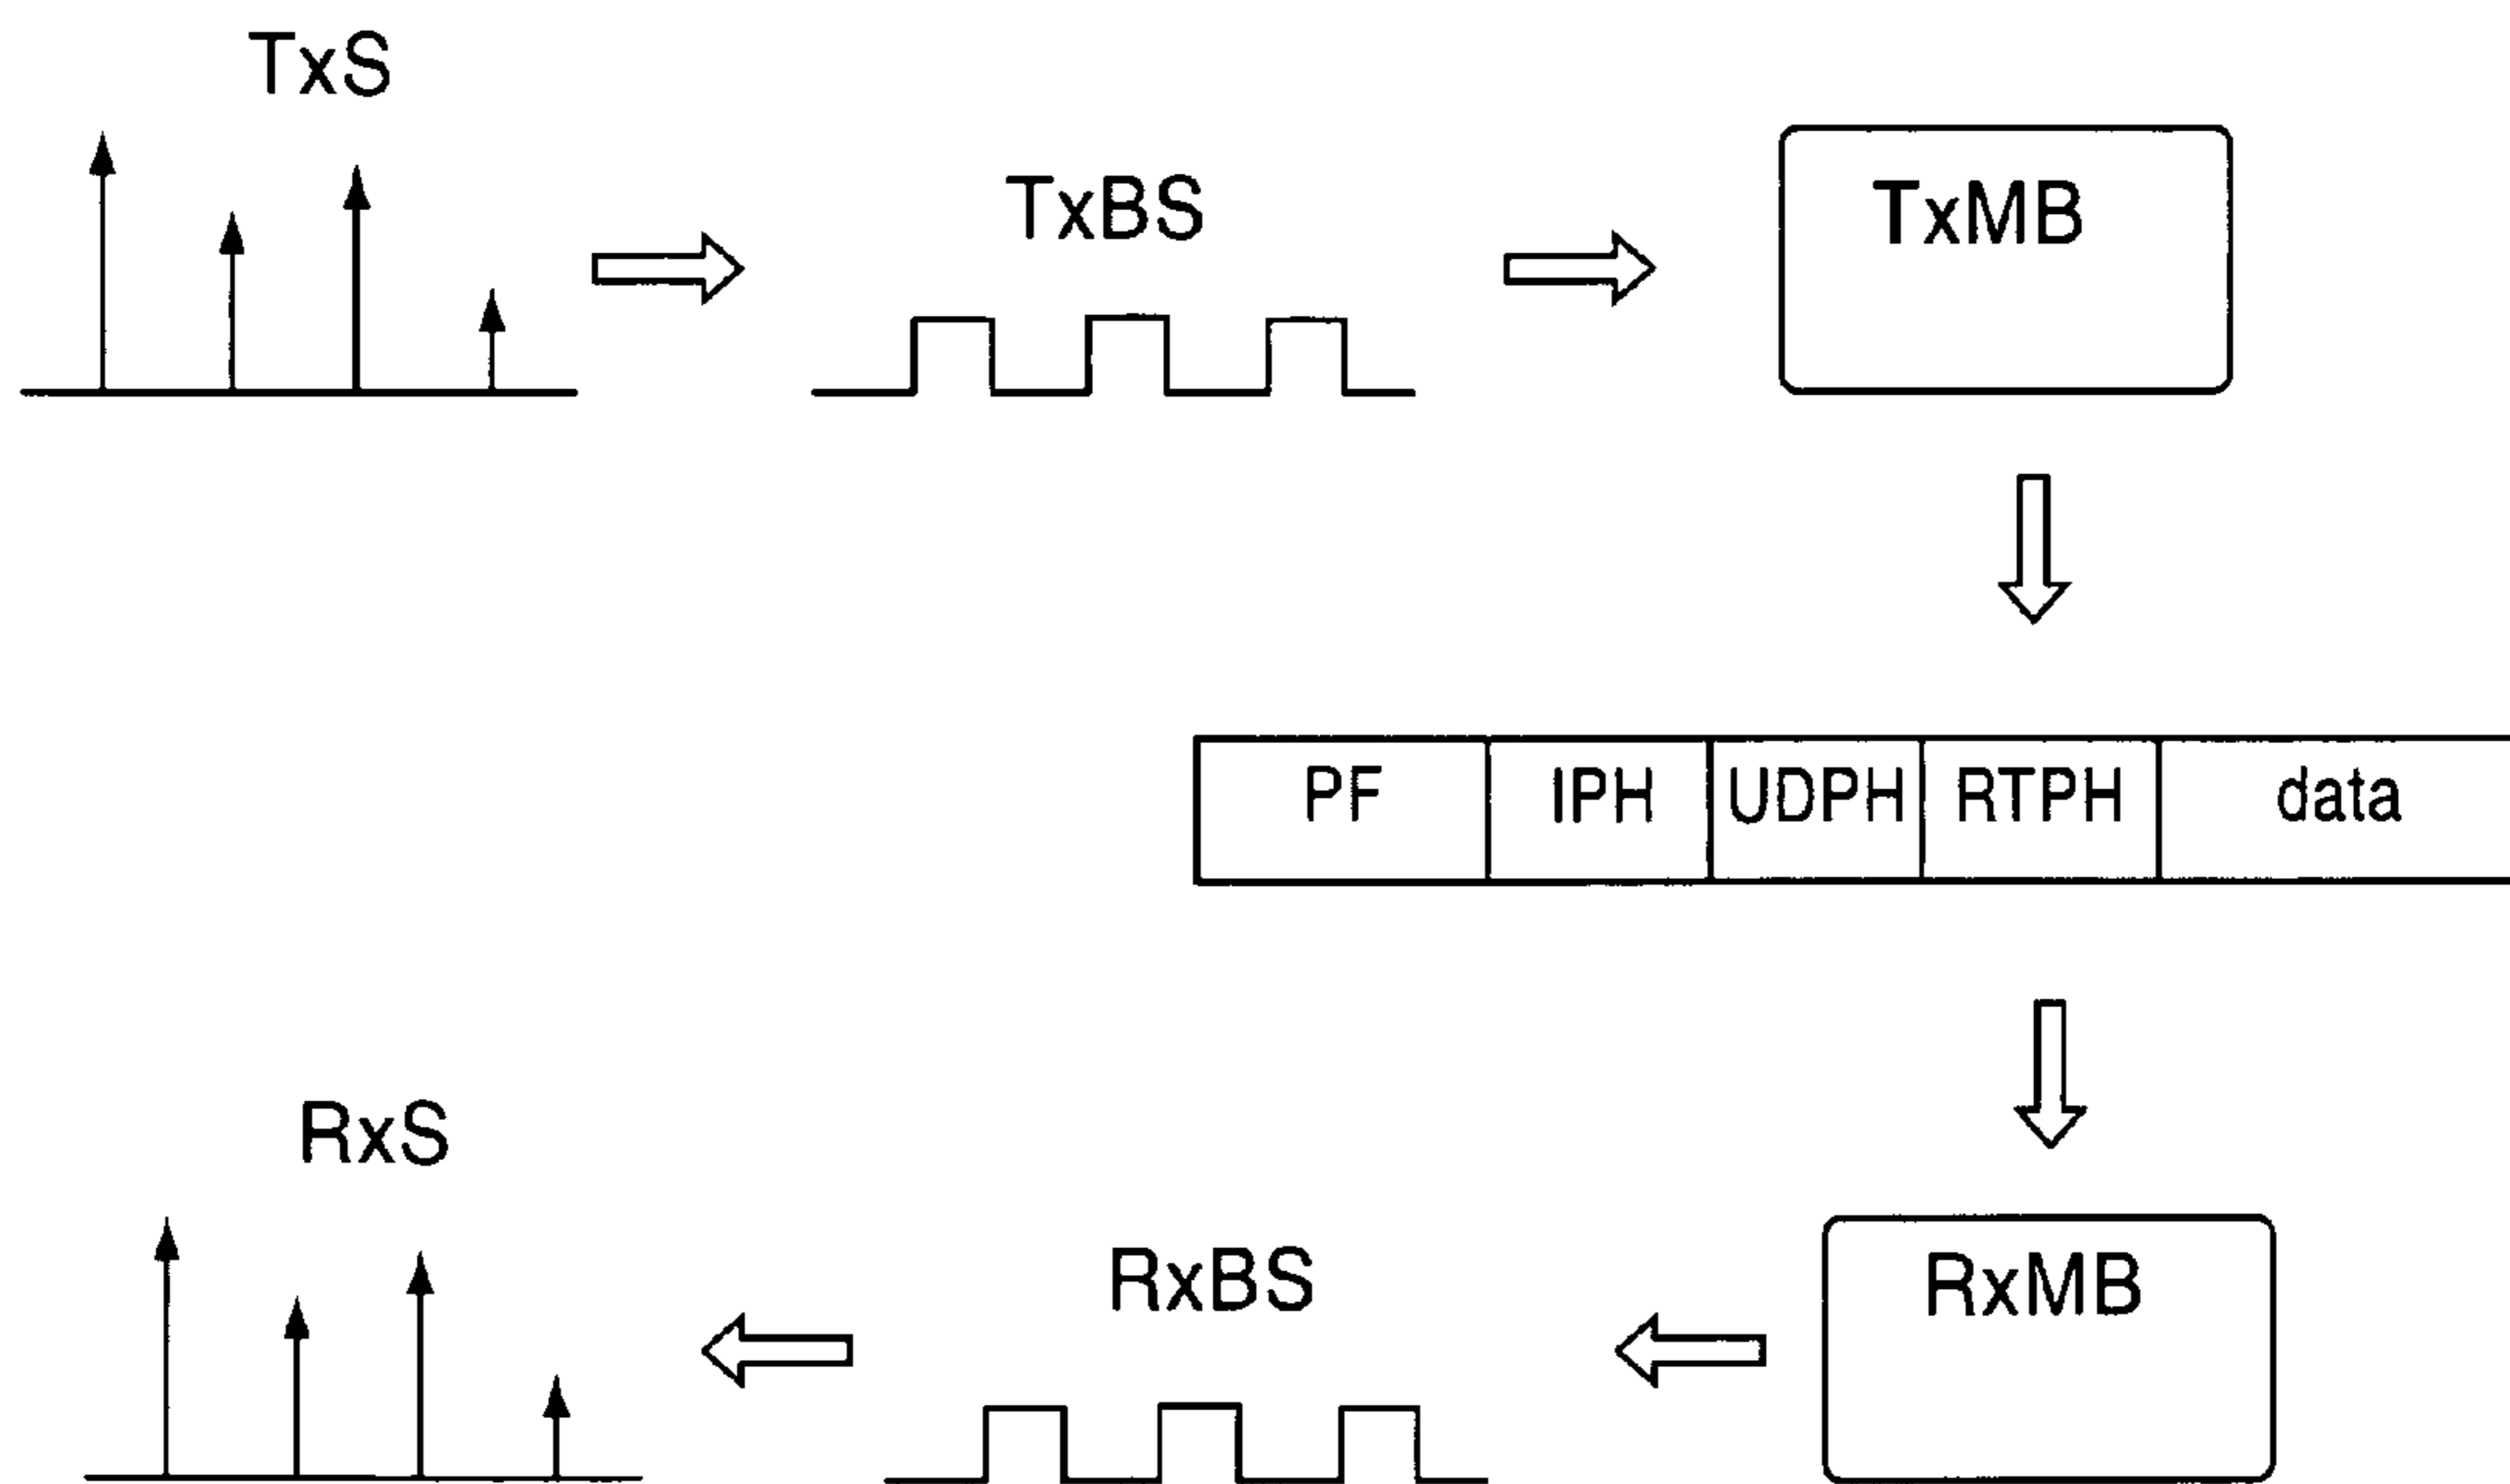 TxS
TxBS
TxMB
PF IPH UDPH RTPH data
RxS
RxBS
RxMB